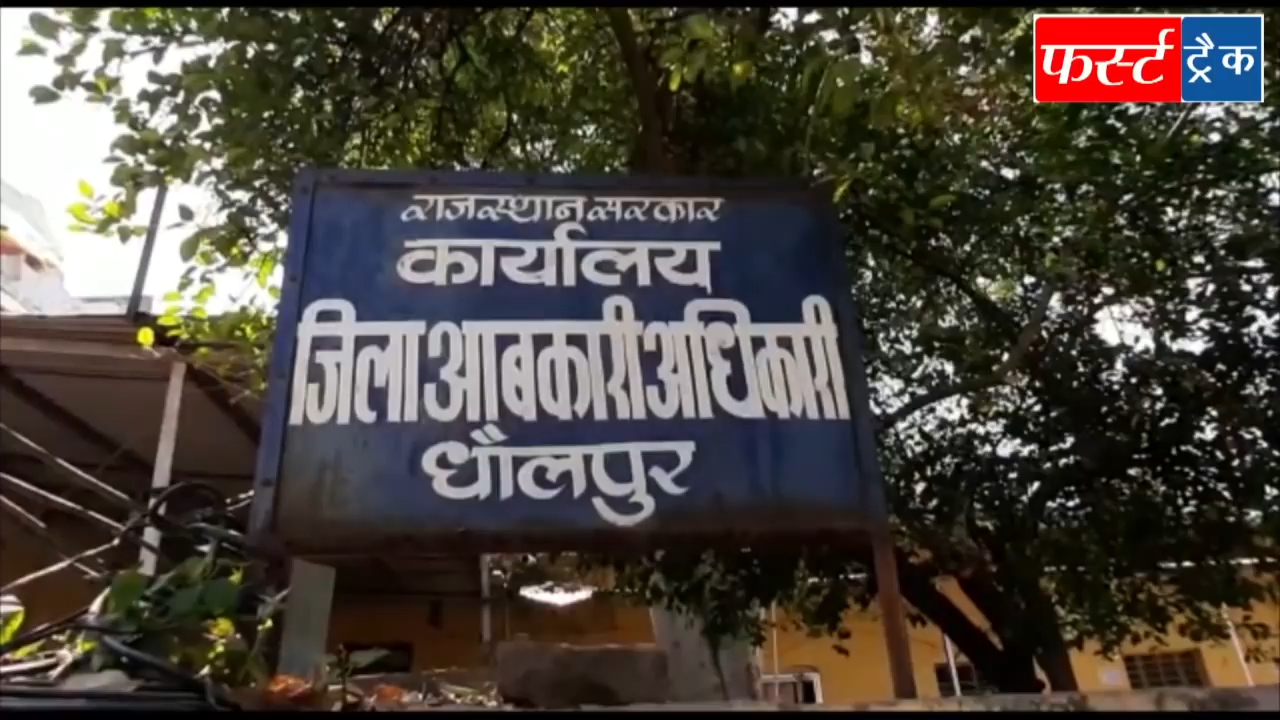 फर्स्ट ट्रैक
राजस्थान सरकार
कार्यालय
जिला आबकारी अधिकारी
धौलपुर